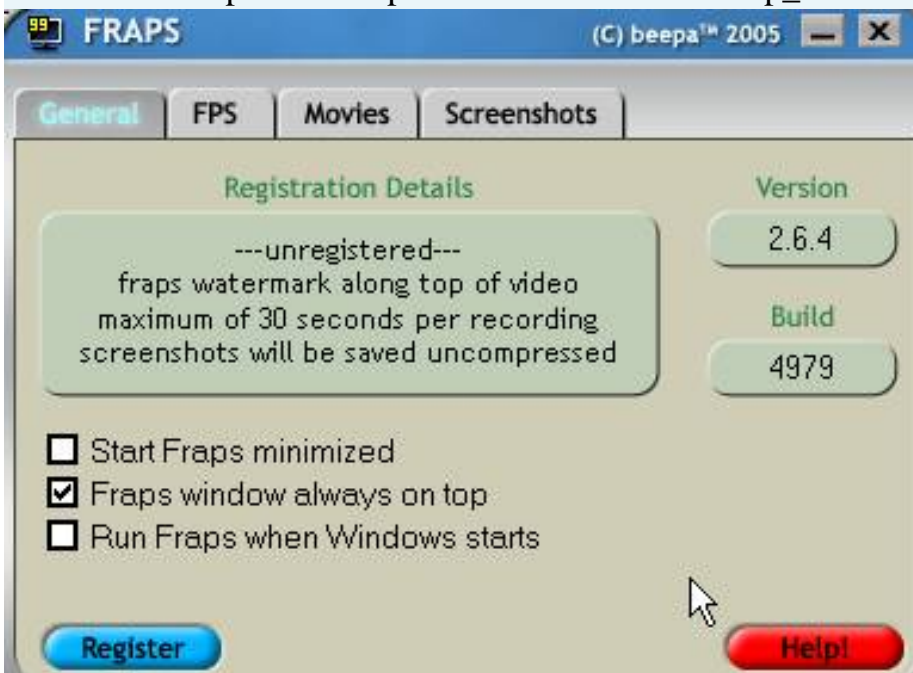 99 FRAPS (C) beepa™ 2005
General FPS Movies Screenshots
Registration Details
---unregistered---
fraps watermark along top of video
maximum of 30 seconds per recording
screenshots will be saved uncompressed
Version
2.6.4
Build
4979
Start Fraps minimized
Fraps window always on top
Run Fraps when Windows starts
Register Help!